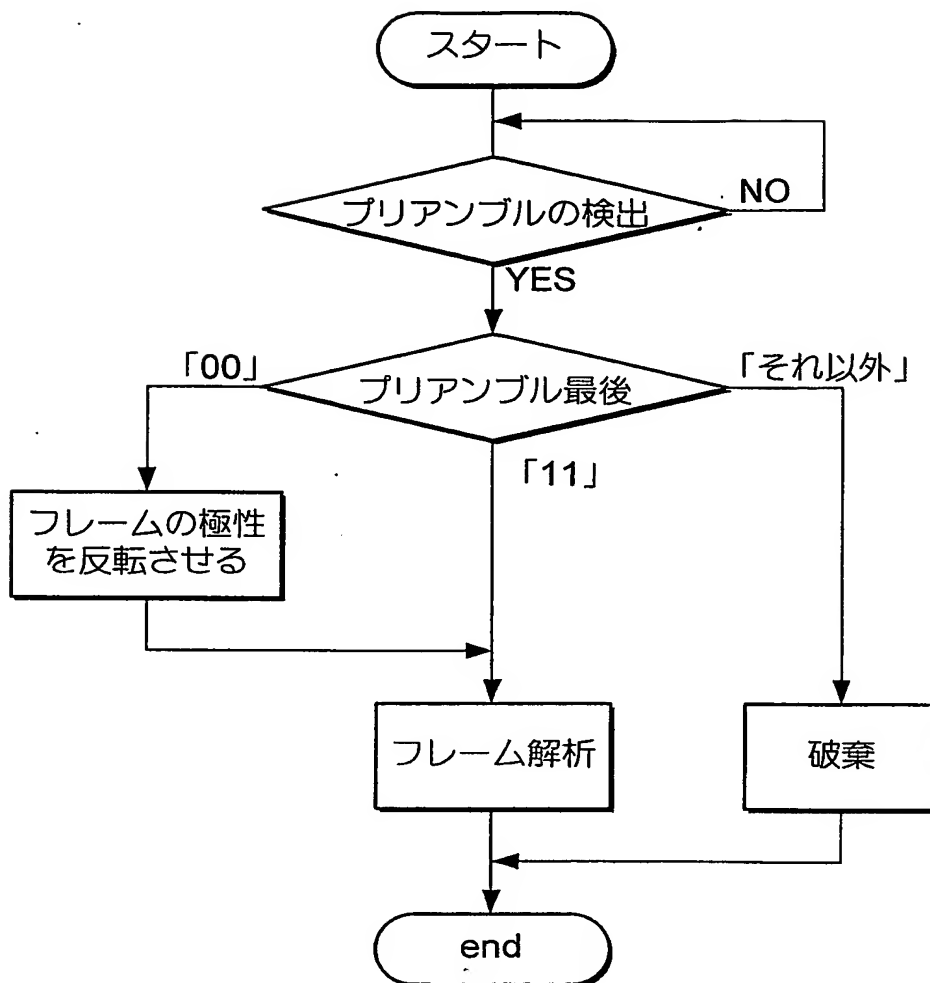 スタート
NO
プリアンブルの検出
YES
「00」
「それ以外」
プリアンブル最後
「11」
フレームの極性
を反転させる
フレーム解析
破棄
end